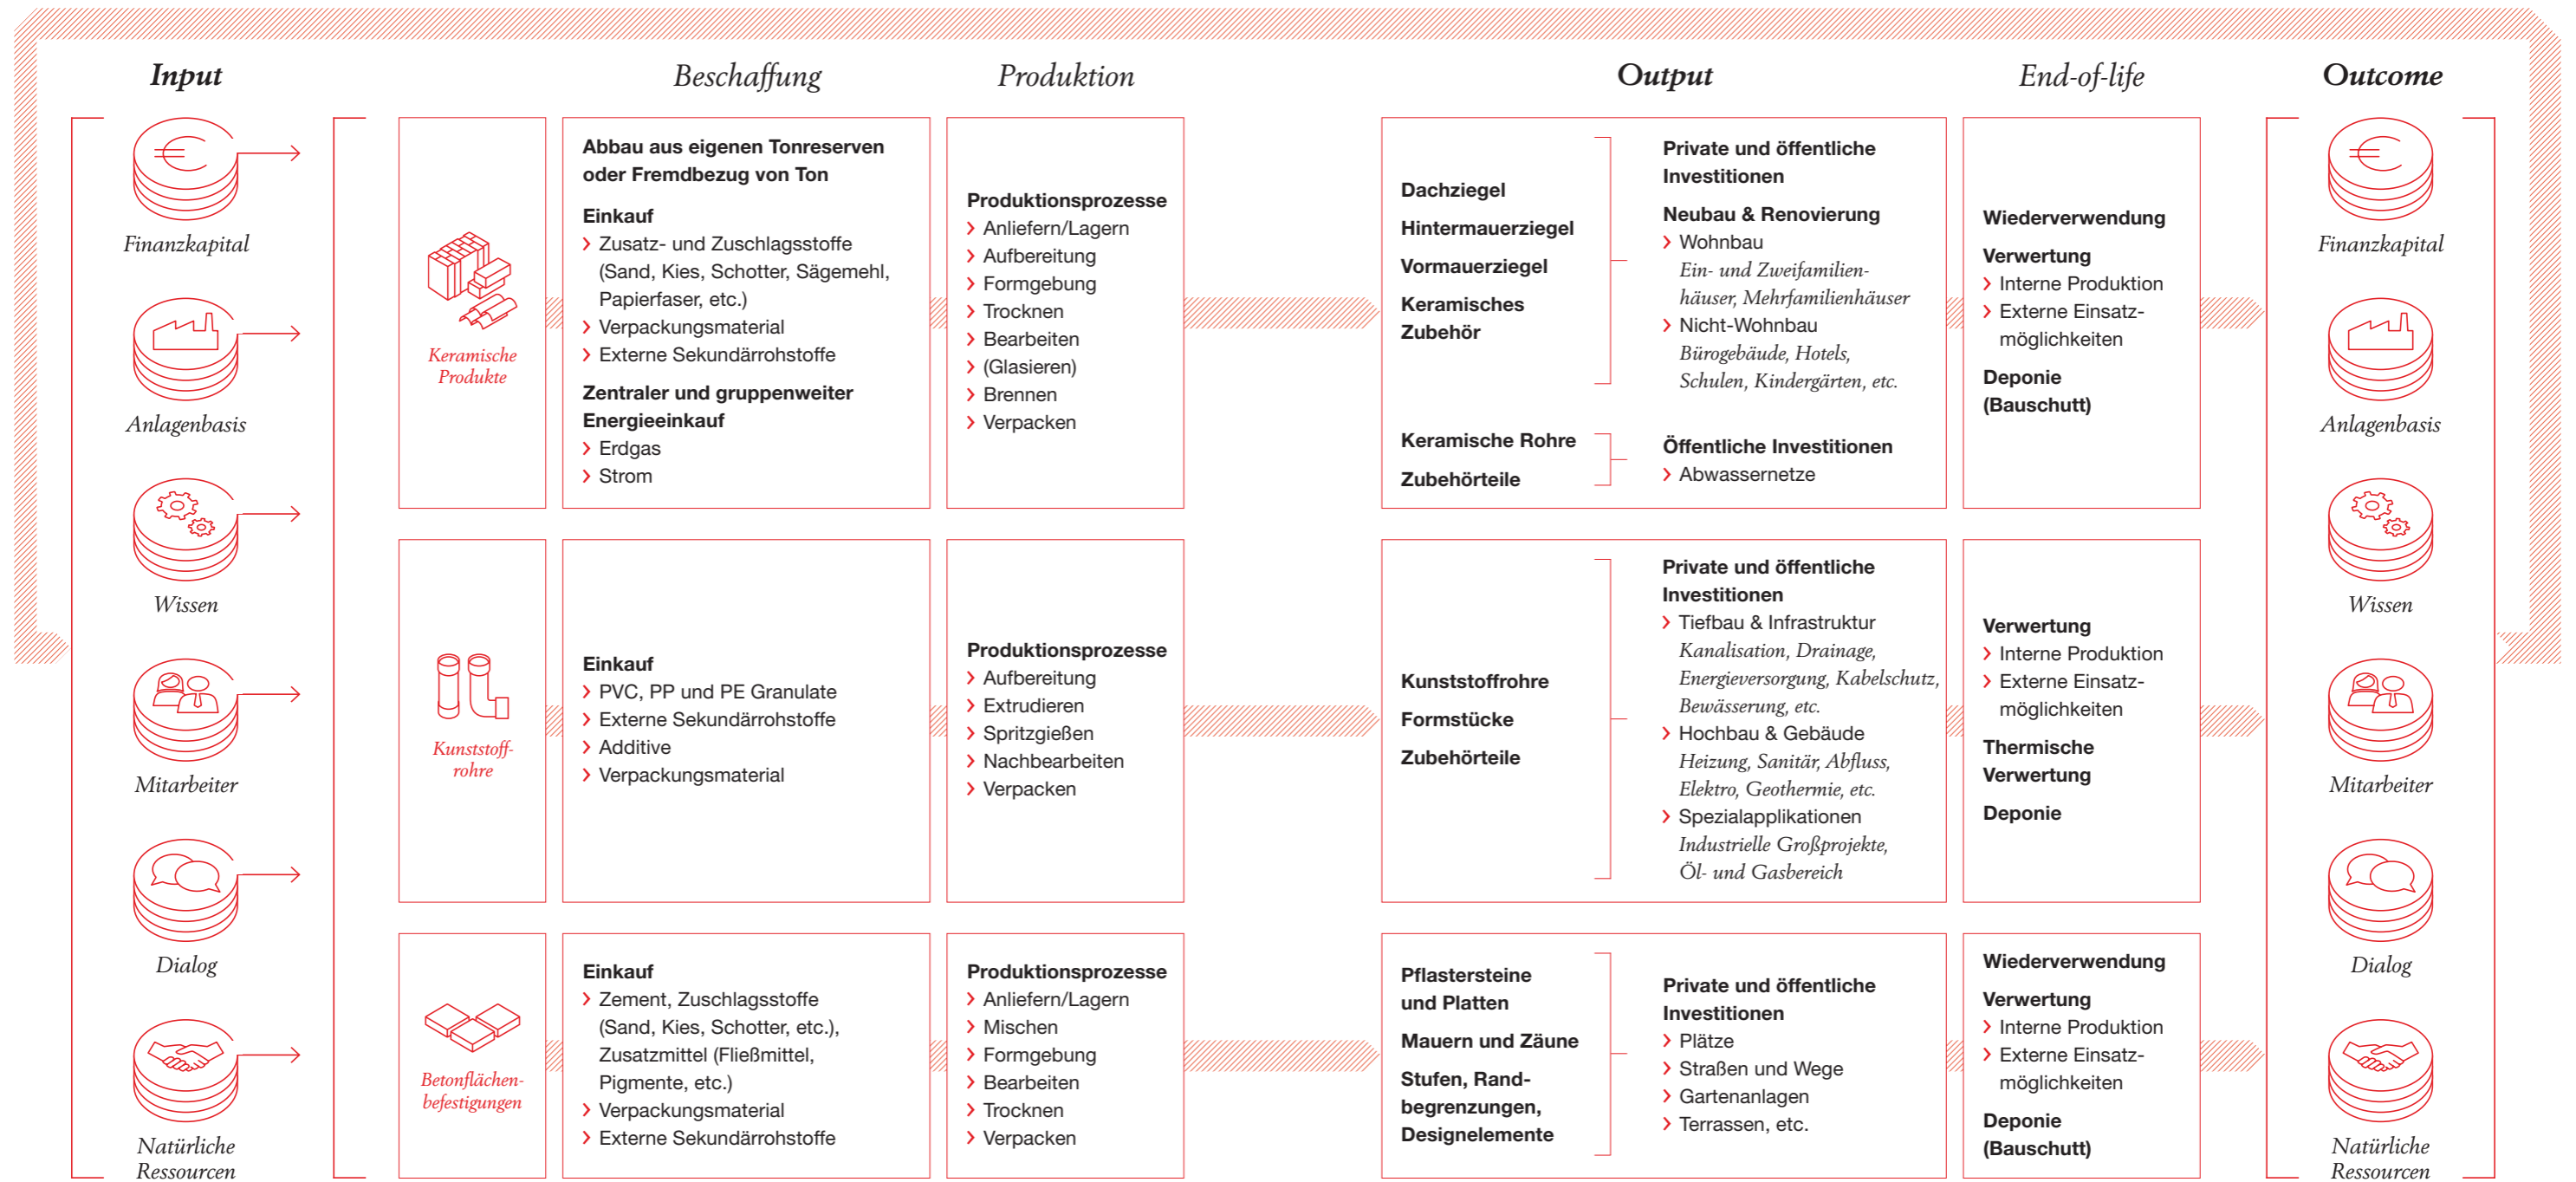 Input
Beschaffung
Produktion
Output
End-of-life
Outcome
Finanzkapital
Anlagenbasis
Wissen
Mitarbeiter
Dialog
Natürliche
Ressourcen
Keramische
Produkte
Abbau aus eigenen Tonreserven
oder Fremdbezug von Ton
Einkauf
Zusatz- und Zuschlagsstoffe
(Sand, Kies, Schotter, Sägemehl,
Papierfaser, etc.)
Verpackungsmaterial
Externe Sekundärrohstoffe
Zentraler und gruppenweiter
Energieeinkauf
Erdgas
Strom
Produktionsprozesse
Anliefern/Lagern
Aufbereitung
Formgebung
Trocknen
Bearbeiten
(Glasieren)
Brennen
Verpacken
Dachziegel
Hintermauerziegel
Vormauerziegel
Keramisches
Zubehör
Private und öffentliche
Investitionen
Neubau & Renovierung
Wohnbau
Ein- und Zweifamilien-
häuser, Mehrfamilienhäuser
Nicht-Wohnbau
Bürogebäude, Hotels,
Schulen, Kindergärten, etc.
Keramische Rohre
Zubehörteile
Öffentliche Investitionen
Abwassernetze
Wiederverwendung
Verwertung
Interne Produktion
Externe Einsatz-
möglichkeiten
Deponie
(Bauschutt)
Kunststoff-
rohre
Einkauf
PVC, PP und PE Granulate
Externe Sekundärrohstoffe
Additive
Verpackungsmaterial
Produktionsprozesse
Aufbereitung
Extrudieren
Spritzgießen
Nachbearbeiten
Verpacken
Kunststoffrohre
Formstücke
Zubehörteile
Private und öffentliche
Investitionen
Tiefbau & Infrastruktur
Kanalisation, Drainage,
Energieversorgung, Kabelschutz,
Bewässerung, etc.
Hochbau & Gebäude
Heizung, Sanitär, Abfluss,
Elektro, Geothermie, etc.
Spezialapplikationen
Industrielle Großprojekte,
Öl- und Gasbereich
Verwertung
Interne Produktion
Externe Einsatz-
möglichkeiten
Thermische
Verwertung
Deponie
Betonflächen-
befestigungen
Einkauf
Zement, Zuschlagsstoffe
(Sand, Kies, Schotter, etc.),
Zusatzmittel (Fließmittel,
Pigmente, etc.)
Verpackungsmaterial
Externe Sekundärrohstoffe
Produktionsprozesse
Anliefern/Lagern
Mischen
Formgebung
Bearbeiten
Trocknen
Verpacken
Pflastersteine
und Platten
Mauern und Zäune
Stufen, Rand-
begrenzungen,
Designelemente
Private und öffentliche
Investitionen
Plätze
Straßen und Wege
Gartenanlagen
Terrassen, etc.
Wiederverwendung
Verwertung
Interne Produktion
Externe Einsatz-
möglichkeiten
Deponie
(Bauschutt)
Finanzkapital
Anlagenbasis
Wissen
Mitarbeiter
Dialog
Natürliche
Ressourcen